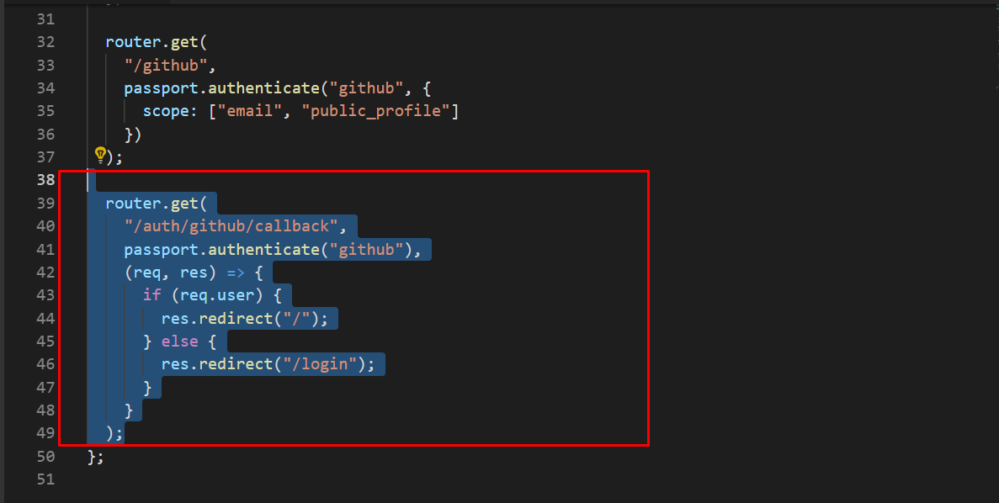 31
32 router.get(
33 "/github",
34 passport.authenticate("github", {
35 scope: ["email", "public_profile"]
36 })
37 );
38
39 router.get(
40 "/auth/github/callback",
41 passport.authenticate("github"),
42 (req, res) => {
43 if (req.user) {
44 res.redirect("/");
45 } else {
46 res.redirect("/login");
47 }
48 }
49 );
50 };
51